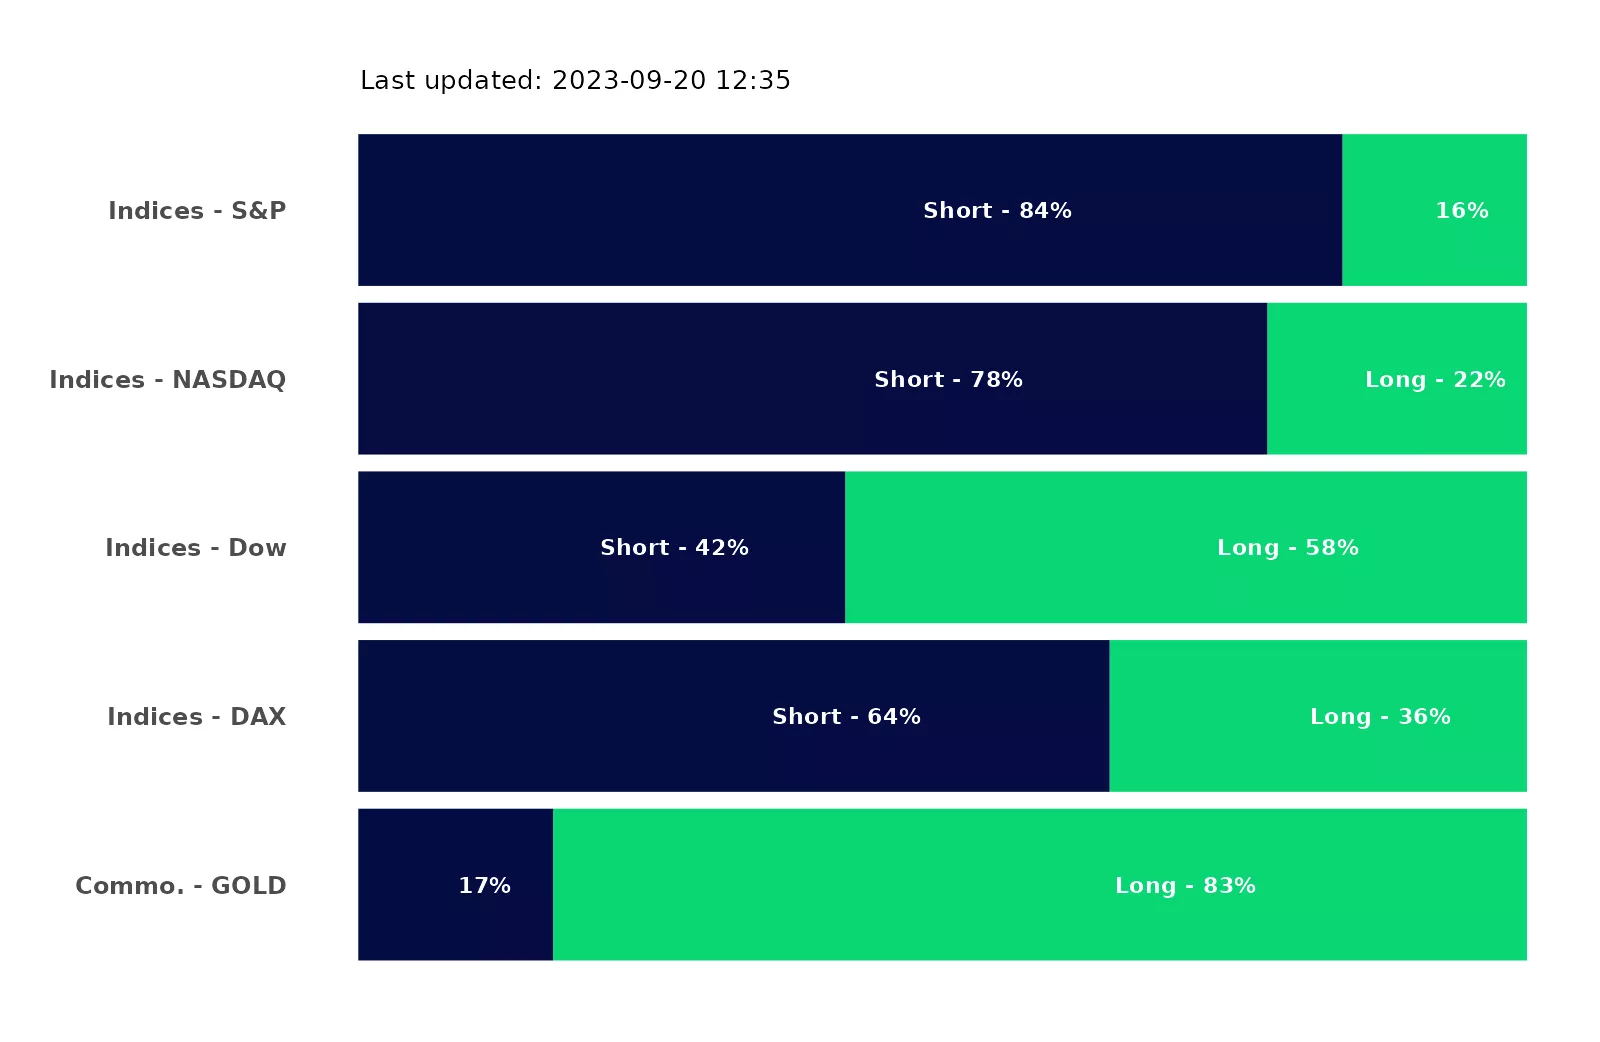 Last updated: 2023-09-20 12:35
Indices - S&P
Short - 84%
16%
Indices - NASDAQ
Short - 78%
Long - 22%
Indices - Dow
Short - 42%
Long - 58%
Indices - DAX
Short - 64%
Long - 36%
Commo. - GOLD
17%
Long - 83%